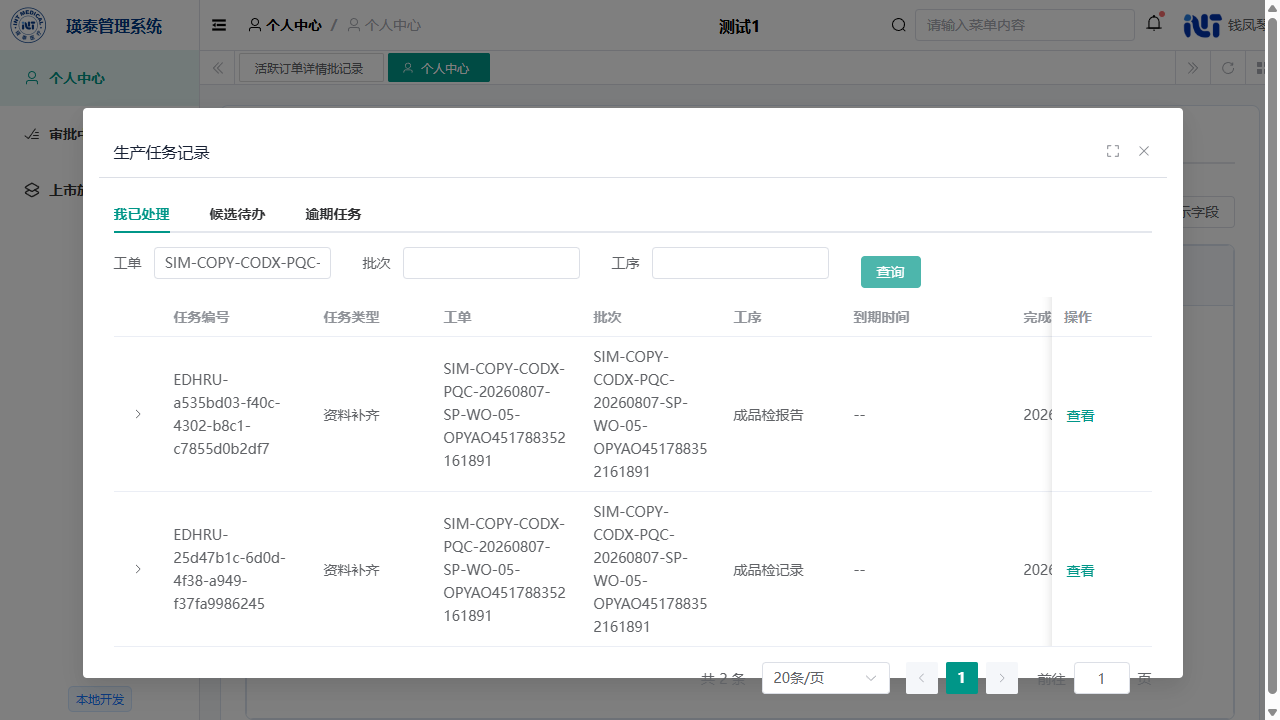 瑛泰管理系统
个人中心 / 个人中心
测试1
请输入菜单内容
钱凤琴
个人中心
活跃订单详情批记录
个人中心
审批中
上市放
示字段
生产任务记录
我已处理 候选待办 逾期任务
工单 SIM-COPY-CODX-PQC- 批次 工序 查询
任务编号 任务类型 工单 批次 工序 到期时间 完成 操作
EDHRU-
a535bd03-f40c-
4302-b8c1-
c7855d0b2df7
资料补齐
SIM-COPY-CODX-
PQC-20260807-
SP-WO-05-
OPYAO451788352
161891
SIM-COPY-
CODX-PQC-
20260807-SP-
WO-05-
OPYAO45178835
2161891
成品检报告
--
2026
查看
EDHRU-
25d47b1c-6d0d-
4f38-a949-
f37fa9986245
资料补齐
SIM-COPY-CODX-
PQC-20260807-
SP-WO-05-
OPYAO451788352
161891
SIM-COPY-
CODX-PQC-
20260807-SP-
WO-05-
OPYAO45178835
2161891
成品检记录
--
2026
查看
共 2 条 20条/页 1 前往 1 页
本地开发